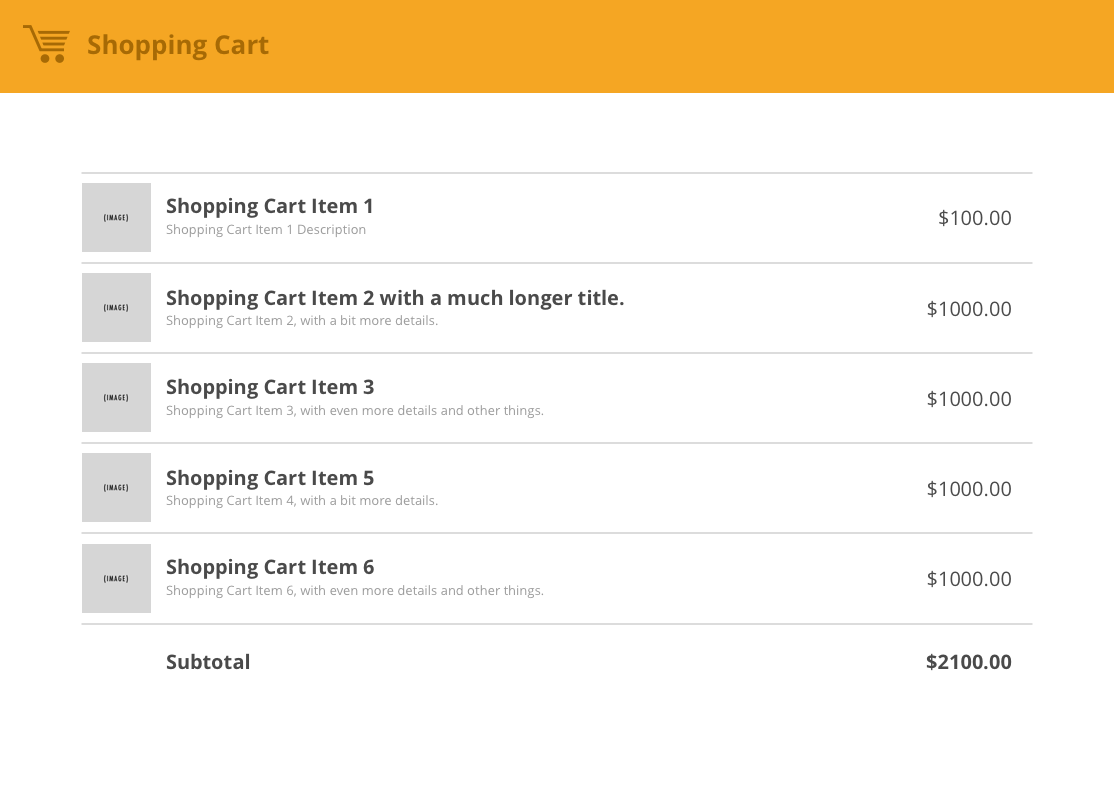 Shopping Cart
{IMAGE}
Shopping Cart Item 1
Shopping Cart Item 1 Description
$100.00
{IMAGE}
Shopping Cart Item 2 with a much longer title.
Shopping Cart Item 2, with a bit more details.
$1000.00
{IMAGE}
Shopping Cart Item 3
Shopping Cart Item 3, with even more details and other things.
$1000.00
{IMAGE}
Shopping Cart Item 5
Shopping Cart Item 4, with a bit more details.
$1000.00
{IMAGE}
Shopping Cart Item 6
Shopping Cart Item 6, with even more details and other things.
$1000.00
Subtotal
$2100.00